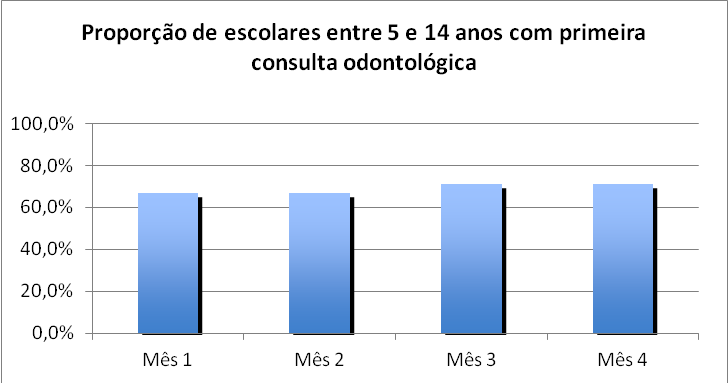 Proporção de escolares entre 5 e 14 anos com primeira
consulta odontológica
100,0%
80,0%
60,0%
40,0%
20,0%
0,0%
Mês 1
Mês 2
Mês 3
Mês 4